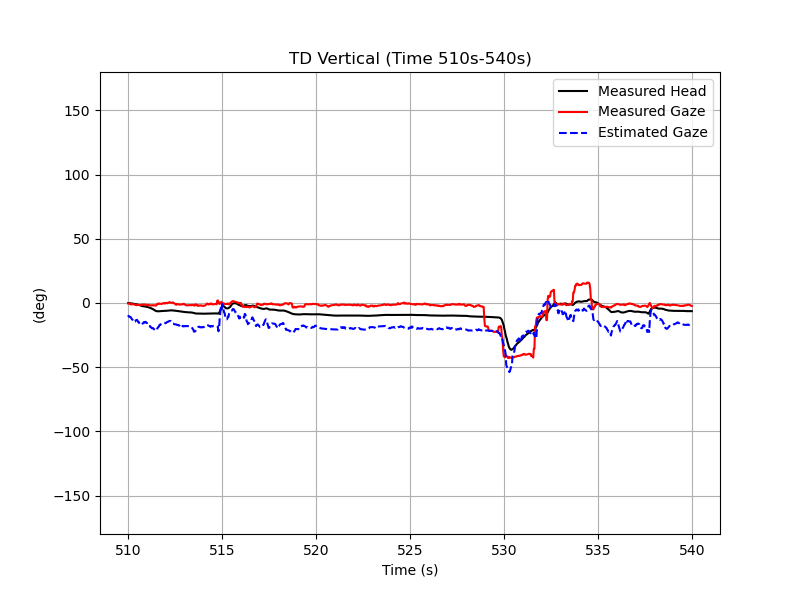 TD Vertical (Time 510s-540s)
Measured Head
Measured Gaze
Estimated Gaze
150
100
50
0
−50
−100
−150
(deg)
510 515 520 525 530 535 540
Time (s)